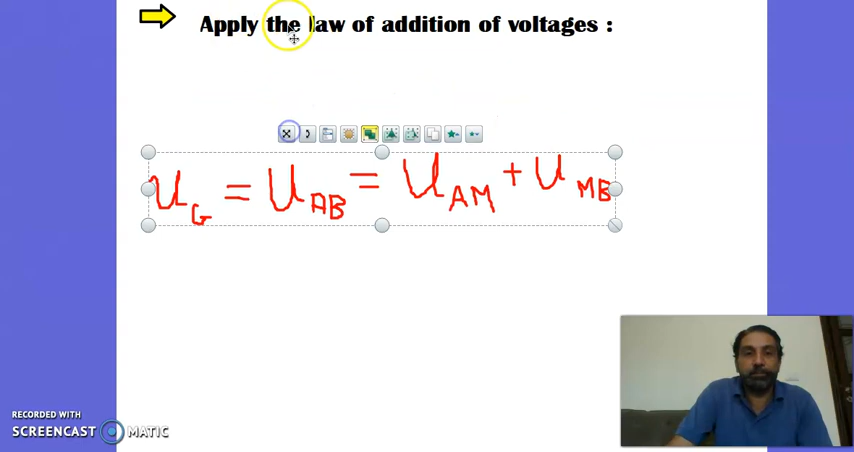 Apply the law of addition of voltages :
u_G = u_AB = u_AM + u_MB
RECORDED WITH
SCREENCAST MATIC